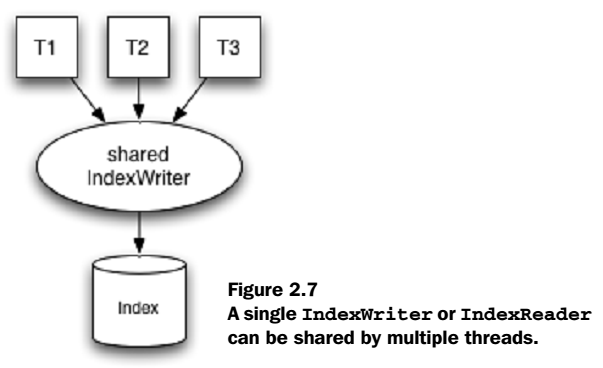 T1 T2 T3
shared
IndexWriter
Index
Figure 2.7
A single IndexWriter or IndexReader
can be shared by multiple threads.